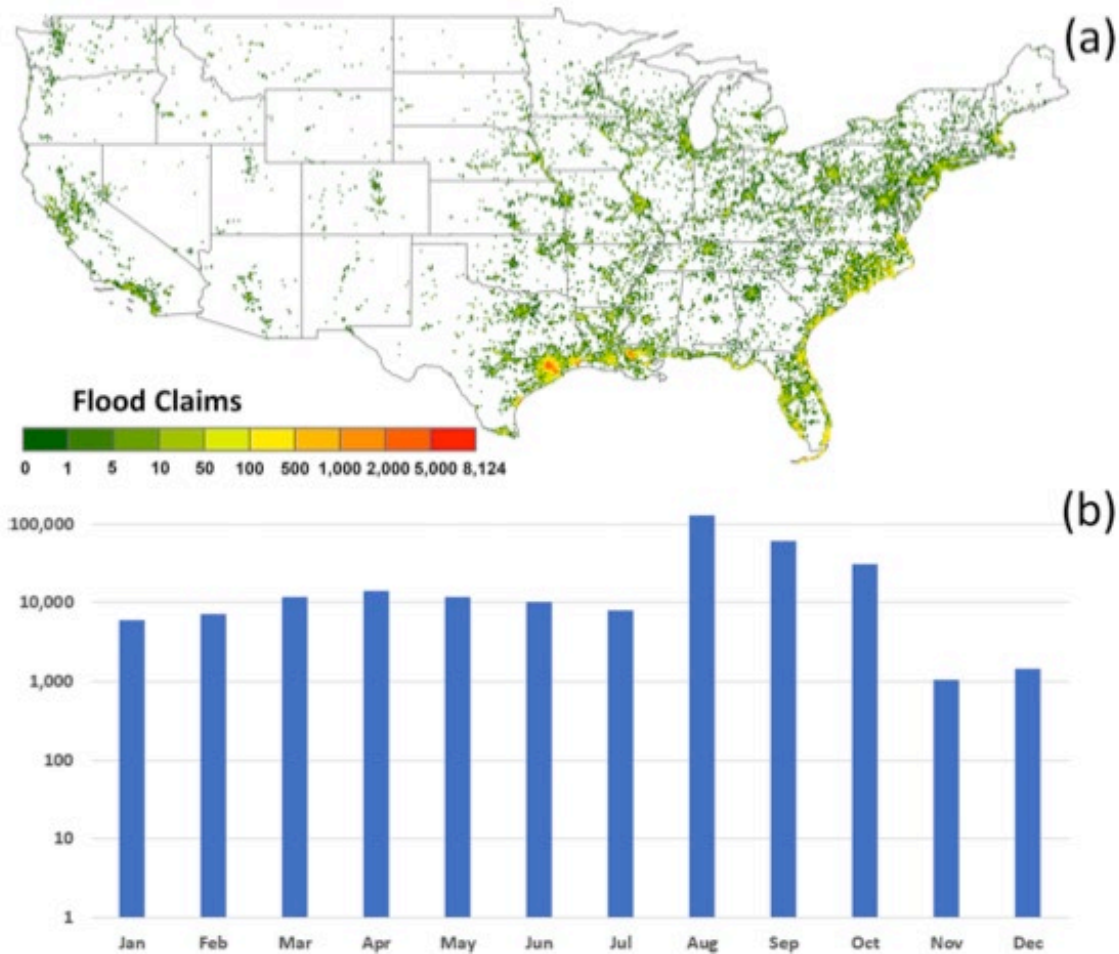 (a)
Flood Claims
0 1 5 10 50 100 500 1,000 2,000 5,000 8,124
(b)
100,000
10,000
1,000
100
10
1
Jan Feb Mar Apr May Jun Jul Aug Sep Oct Nov Dec